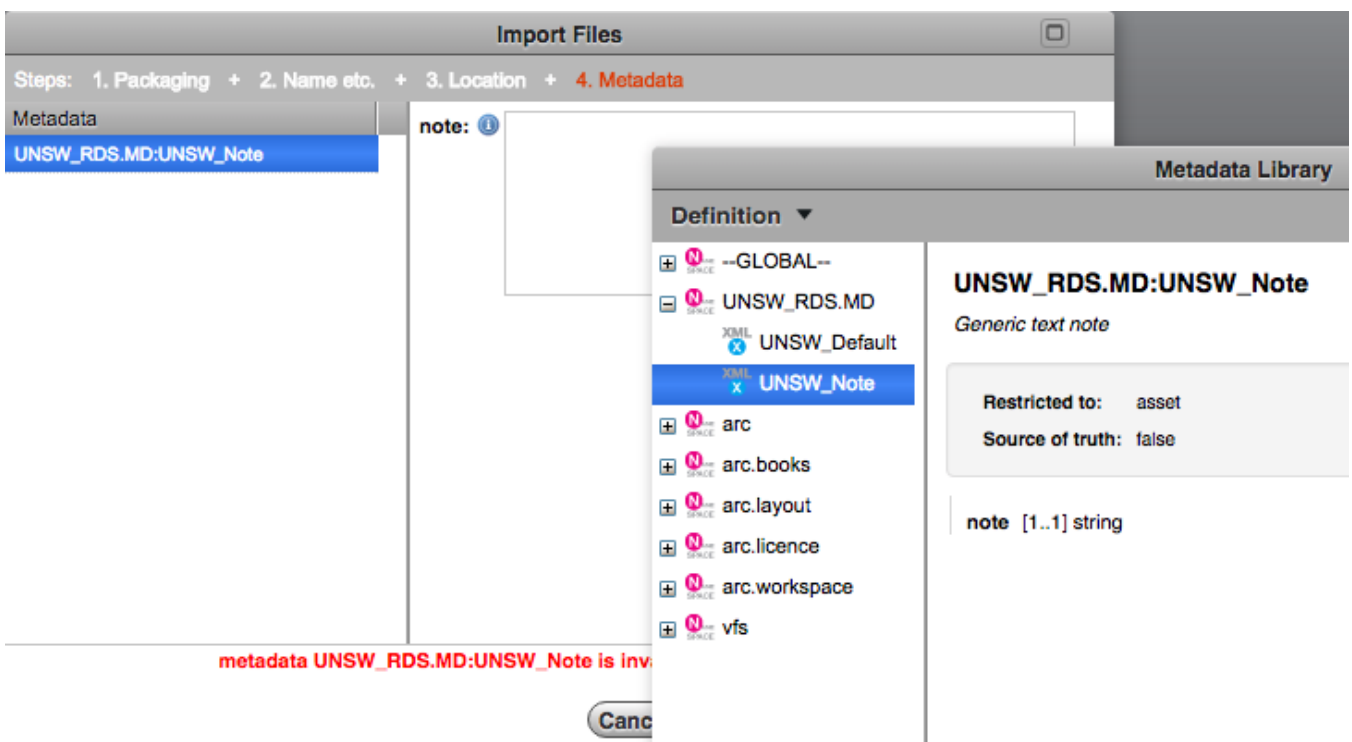 Import Files
Steps: 1. Packaging + 2. Name etc. + 3. Location + 4. Metadata
Metadata
UNSW_RDS.MD:UNSW_Note
note:
metadata UNSW_RDS.MD:UNSW_Note is inva
Canc
Metadata Library
Definition
--GLOBAL--
UNSW_RDS.MD
UNSW_Default
UNSW_Note
arc
arc.books
arc.layout
arc.licence
arc.workspace
vfs
UNSW_RDS.MD:UNSW_Note
Generic text note
Restricted to: asset
Source of truth: false
note [1..1] string